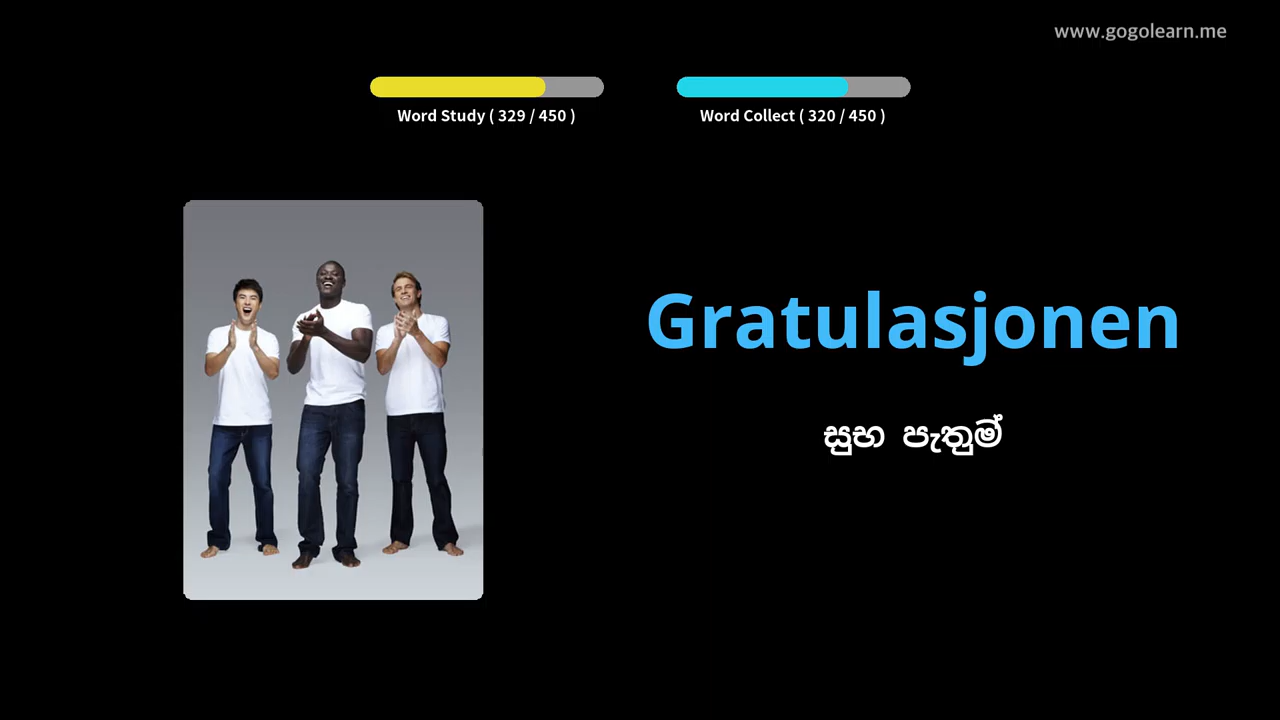 www.gogolearn.me
Word Study ( 329 / 450 )
Word Collect ( 320 / 450 )
Gratulasjonen
සුභ පැතුම්